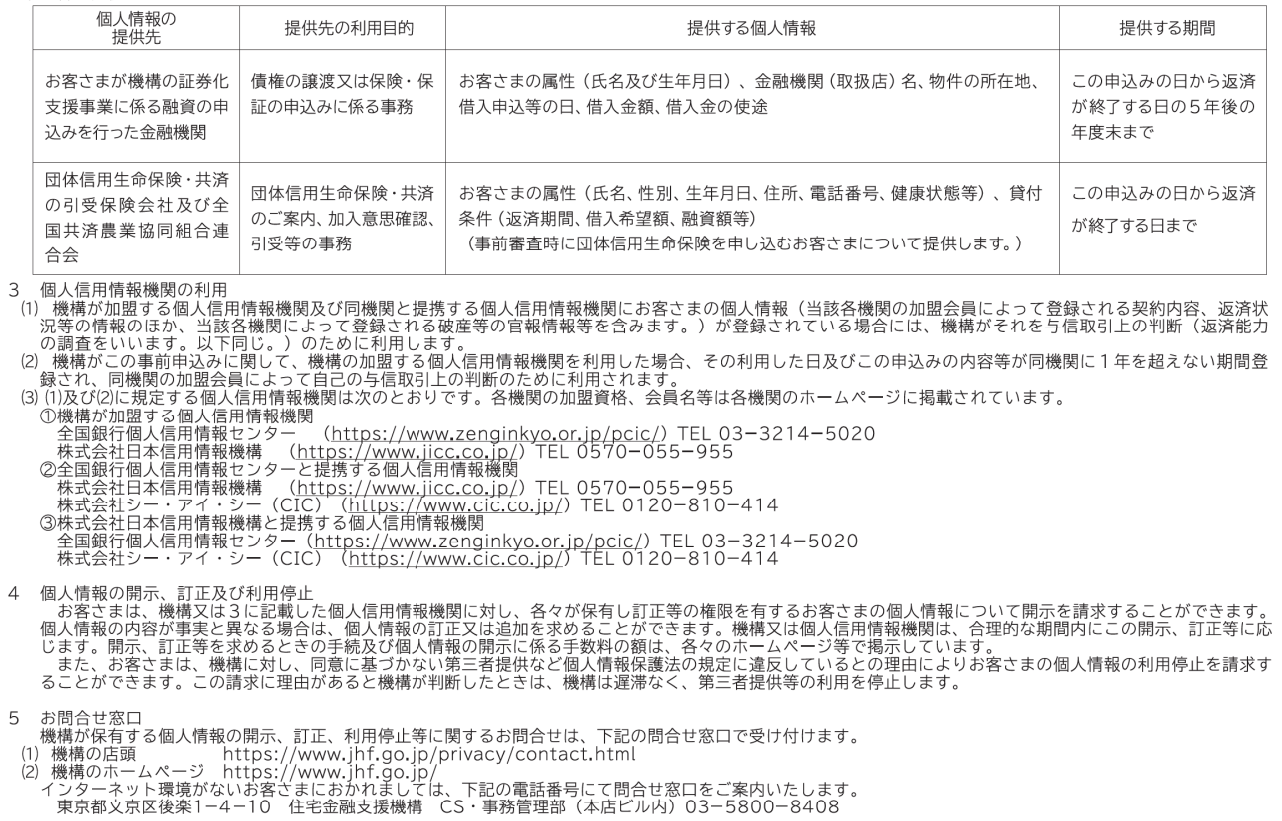 個人情報の
提供先
提供先の利用目的
提供する個人情報
提供する期間
お客さまが機構の証券化
支援事業に係る融資の申
込みを行った金融機関
債権の譲渡又は保険・保
証の申込みに係る事務
お客さまの属性（氏名及び生年月日）、金融機関（取扱店）名、物件の所在地、
借入申込等の日、借入金額、借入金の使途
この申込みの日から返済
が終了する日の５年後の
年度末まで
団体信用生命保険・共済
の引受保険会社及び全
国共済農業協同組合連
合会
団体信用生命保険・共済
のご案内、加入意思確認、
引受等の事務
お客さまの属性（氏名、性別、生年月日、住所、電話番号、健康状態等）、貸付
条件（返済期間、借入希望額、融資額等）
（事前審査時に団体信用生命保険を申し込むお客さまについて提供します。）
この申込みの日から返済
が終了する日まで
３　個人信用情報機関の利用
⑴　機構が加盟する個人信用情報機関及び同機関と提携する個人信用情報機関にお客さまの個人情報（当該各機関の加盟会員によって登録される契約内容、返済状
況等の情報のほか、当該各機関によって登録される破産等の官報情報等を含みます。）が登録されている場合には、機構がそれを与信取引上の判断（返済能力
の調査をいいます。以下同じ。）のために利用します。
⑵　機構がこの事前申込みに関して、機構の加盟する個人信用情報機関を利用した場合、その利用した日及びこの申込みの内容等が同機関に１年を超えない期間登
録され、同機関の加盟会員によって自己の与信取引上の判断のために利用されます。
⑶ ⑴及び⑵に規定する個人信用情報機関は次のとおりです。各機関の加盟資格、会員名等は各機関のホームページに掲載されています。
①機構が加盟する個人信用情報機関
全国銀行個人信用情報センター　（https://www.zenginkyo.or.jp/pcic/）TEL 03−3214−5020
株式会社日本信用情報機構　（https://www.jicc.co.jp/）TEL 0570−055−955
②全国銀行個人信用情報センターと提携する個人信用情報機関
株式会社日本信用情報機構　（https://www.jicc.co.jp/）TEL 0570−055−955
株式会社シー・アイ・シー（CIC）（https://www.cic.co.jp/）TEL 0120−810−414
③株式会社日本信用情報機構と提携する個人信用情報機関
全国銀行個人信用情報センター（https://www.zenginkyo.or.jp/pcic/）TEL 03−3214−5020
株式会社シー・アイ・シー（CIC）（https://www.cic.co.jp/）TEL 0120−810−414
４　個人情報の開示、訂正及び利用停止
お客さまは、機構又は３に記載した個人信用情報機関に対し、各々が保有し訂正等の権限を有するお客さまの個人情報について開示を請求することができます。
個人情報の内容が事実と異なる場合は、個人情報の訂正又は追加を求めることができます。機構又は個人信用情報機関は、合理的な期間内にこの開示、訂正等に応
じます。開示、訂正等を求めるときの手続及び個人情報の開示に係る手数料の額は、各々のホームページ等で掲示しています。
また、お客さまは、機構に対し、同意に基づかない第三者提供など個人情報保護法の規定に違反しているとの理由によりお客さまの個人情報の利用停止を請求す
ることができます。この請求に理由があると機構が判断したときは、機構は遅滞なく、第三者提供等の利用を停止します。
５　お問合せ窓口
機構が保有する個人情報の開示、訂正、利用停止等に関するお問合せは、下記の問合せ窓口で受け付けます。
⑴　機構の店頭　https://www.jhf.go.jp/privacy/contact.html
⑵　機構のホームページ　https://www.jhf.go.jp/
インターネット環境がないお客さまにおかれましては、下記の電話番号にて問合せ窓口をご案内いたします。
東京都文京区後楽1−4−10　住宅金融支援機構　CS・事務管理部（本店ビル内）03−5800−8408